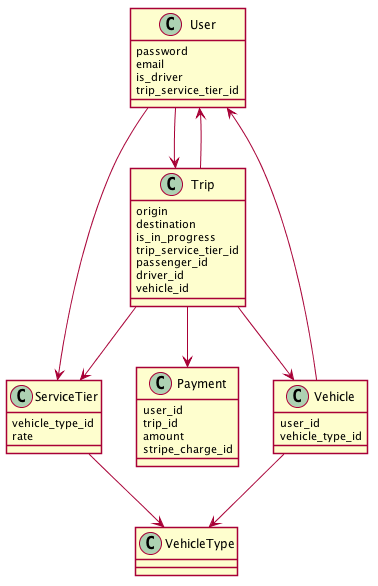 C User
password
email
is_driver
trip_service_tier_id
C Trip
origin
destination
is_in_progress
trip_service_tier_id
passenger_id
driver_id
vehicle_id
C ServiceTier
vehicle_type_id
rate
C Payment
user_id
trip_id
amount
stripe_charge_id
C Vehicle
user_id
vehicle_type_id
C VehicleType